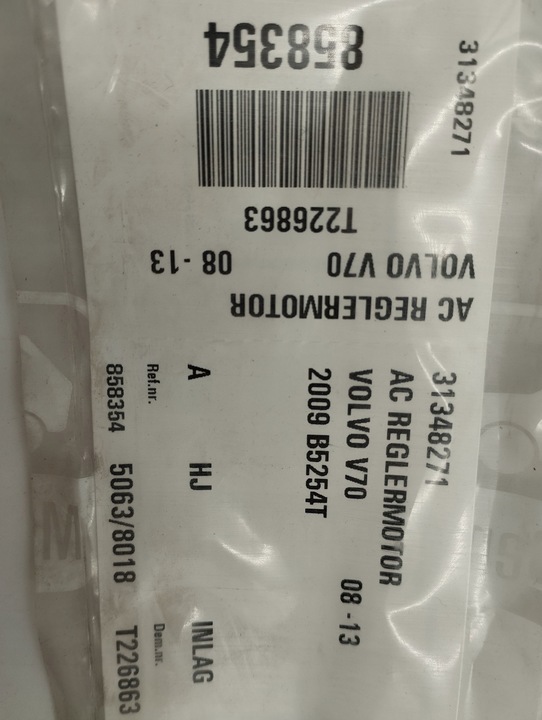 31348271
858354
T226863
VOLVO V70 08 - 13
AC REGLERMOTOR
31348271
AC REGLERMOTOR
VOLVO V70 08 - 13
2009 B5254T
A HJ INLAG
Ref.nr. Dem.nr.
858354 5063/8018 T226863